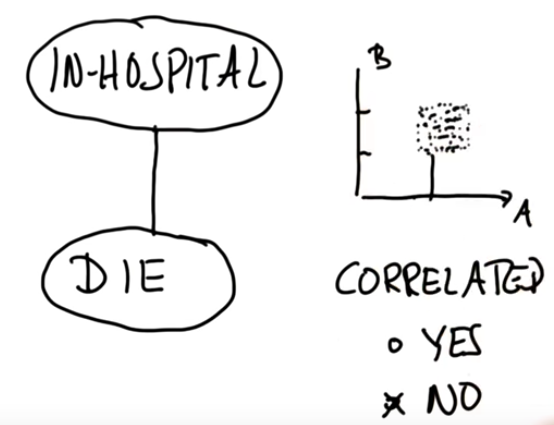 IN-HOSPITAL
DIE
B
A
CORRELATED
o YES
x NO